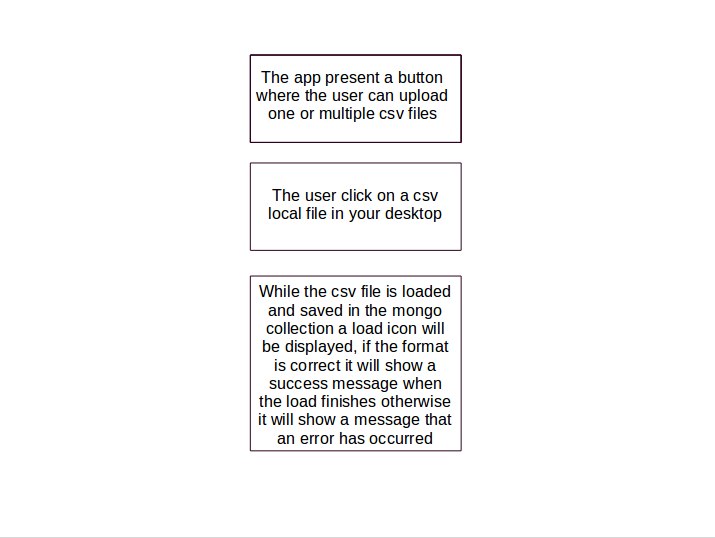 The app present a button
where the user can upload
one or multiple csv files
The user click on a csv
local file in your desktop
While the csv file is loaded
and saved in the mongo
collection a load icon will
be displayed, if the format
is correct it will show a
success message when
the load finishes otherwise
it will show a message that
an error has occurred